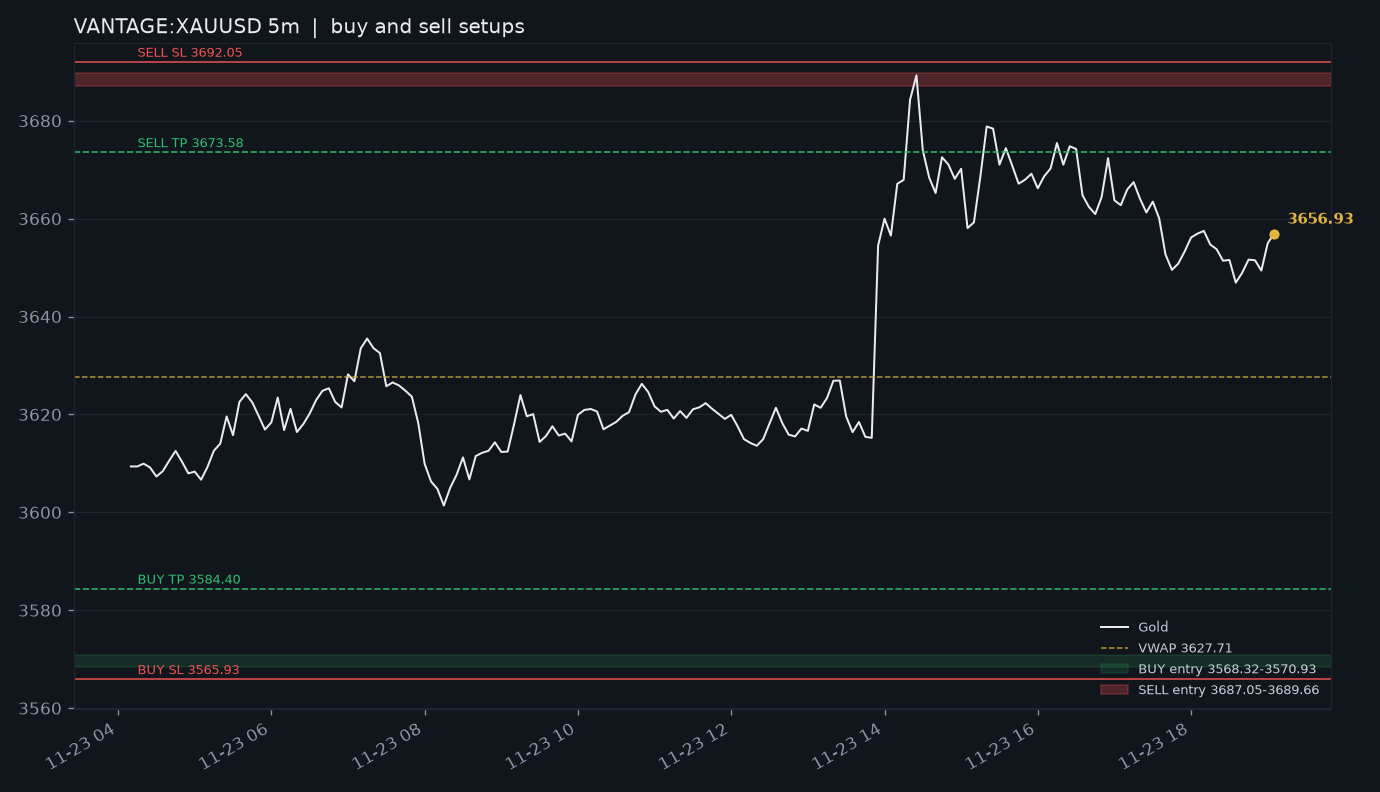 VANTAGE:XAUUSD 5m | buy and sell setups
SELL SL 3692.05
3680
SELL TP 3673.58
3660
3656.93
3640
3620
3600
BUY TP 3584.40
3580
Gold
VWAP 3627.71
BUY SL 3565.93
BUY entry 3568.32-3570.93
SELL entry 3687.05-3689.66
3560
11-23 04
11-23 06
11-23 08
11-23 10
11-23 12
11-23 14
11-23 16
11-23 18